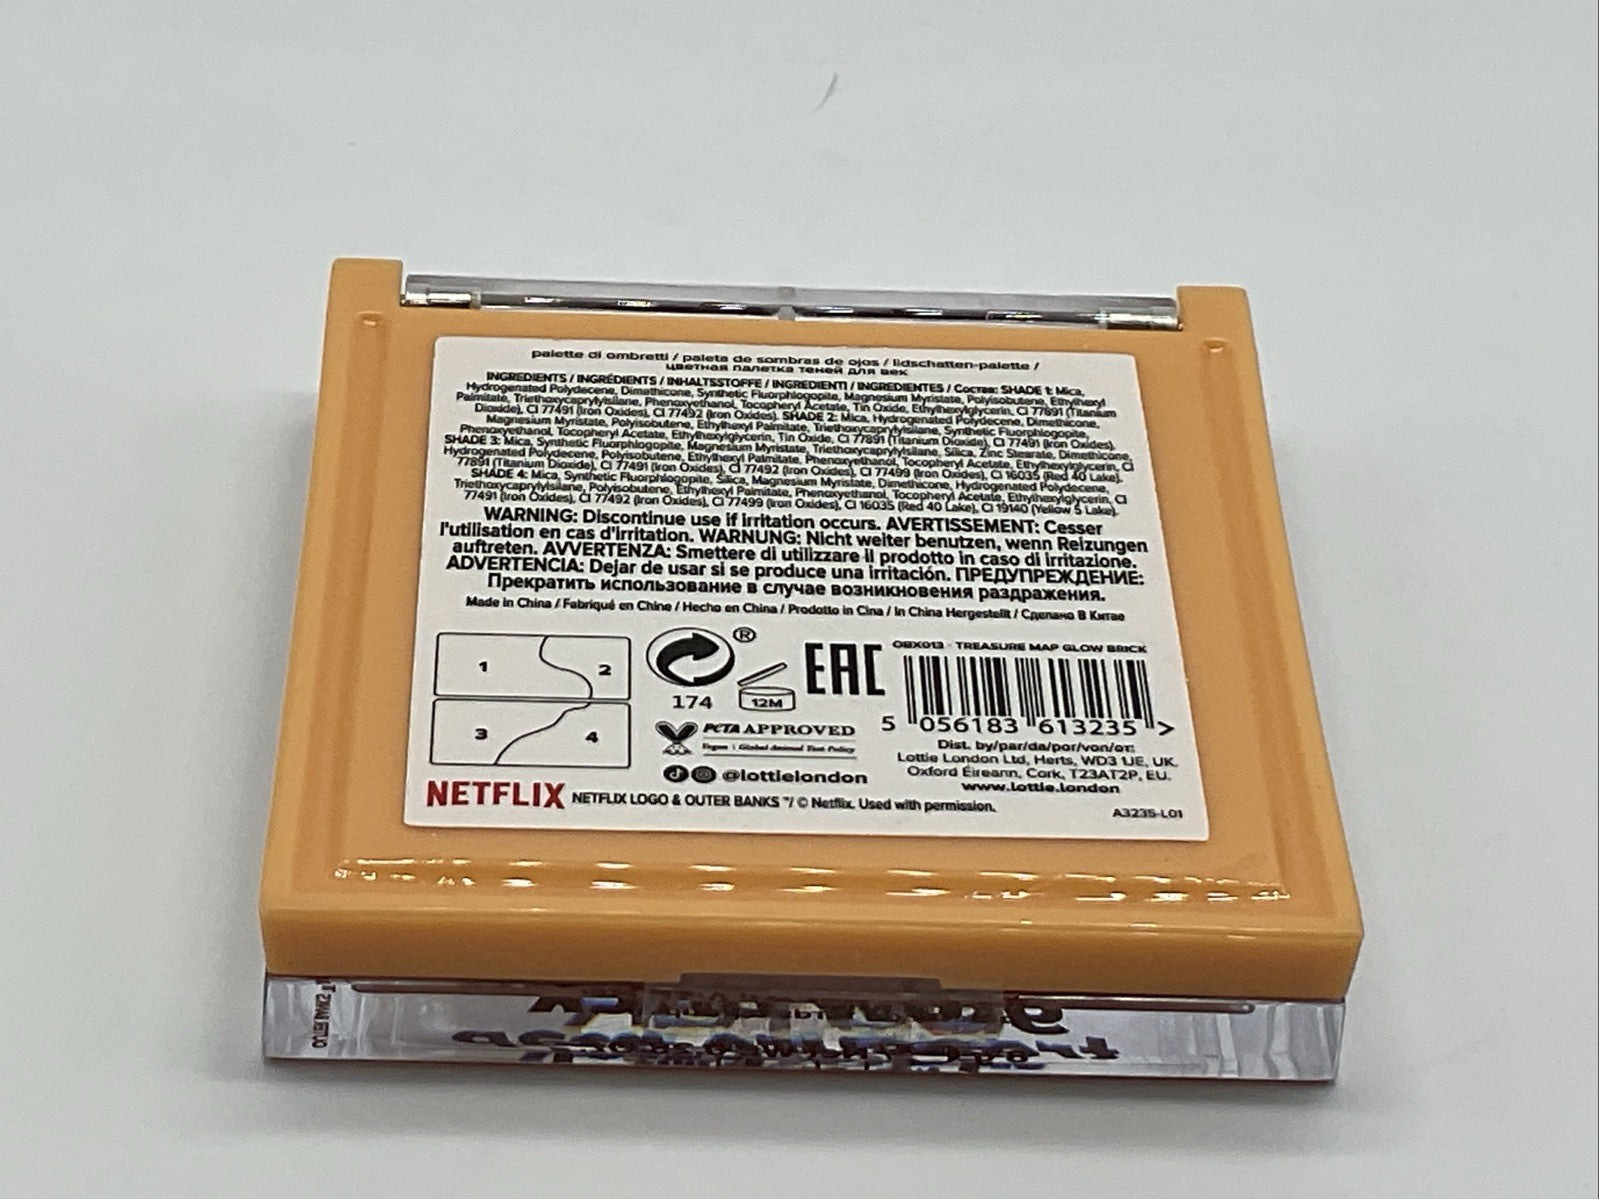 palette di ombretti / paleta de sombras de ojos / lidschatten-palette /
цветная палетка теней для век
INGREDIENTS / INGRÉDIENTS / INHALTSSTOFFE / INGREDIENTI / INGREDIENTES / Состав: SHADE 1: Mica,
Hydrogenated Polydecene, Dimethicone, Synthetic Fluorphlogopite, Magnesium Myristate, Polyisobutene, Ethylhexyl
Palmitate, Triethoxycaprylylsilane, Phenoxyethanol, Tocopheryl Acetate, Tin Oxide, Ethylhexylglycerin, CI 77891 (Titanium
Dioxide), CI 77491 (Iron Oxides), CI 77492 (Iron Oxides). SHADE 2: Mica, Hydrogenated Polydecene, Dimethicone,
Magnesium Myristate, Polyisobutene, Ethylhexyl Palmitate, Triethoxycaprylylsilane, Synthetic Fluorphlogopite,
Phenoxyethanol, Tocopheryl Acetate, Ethylhexylglycerin, Tin Oxide, CI 77891 (Titanium Dioxide), CI 77491 (Iron Oxides).
SHADE 3: Mica, Synthetic Fluorphlogopite, Magnesium Myristate, Triethoxycaprylylsilane, Silica, Zinc Stearate, Dimethicone,
Hydrogenated Polydecene, Polyisobutene, Ethylhexyl Palmitate, Phenoxyethanol, Tocopheryl Acetate, Ethylhexylglycerin, CI
77891 (Titanium Dioxide), CI 77491 (Iron Oxides), CI 77492 (Iron Oxides), CI 77499 (Iron Oxides), CI 16035 (Red 40 Lake).
SHADE 4: Mica, Synthetic Fluorphlogopite, Silica, Magnesium Myristate, Dimethicone, Hydrogenated Polydecene,
Triethoxycaprylylsilane, Polyisobutene, Ethylhexyl Palmitate, Phenoxyethanol, Tocopheryl Acetate, Ethylhexylglycerin, CI
77491 (Iron Oxides), CI 77492 (Iron Oxides), CI 77499 (Iron Oxides), CI 16035 (Red 40 Lake), CI 19140 (Yellow 5 Lake).
WARNING: Discontinue use if irritation occurs. AVERTISSEMENT: Cesser
l'utilisation en cas d'irritation. WARNUNG: Nicht weiter benutzen, wenn Reizungen
auftreten. AVVERTENZA: Smettere di utilizzare il prodotto in caso di irritazione.
ADVERTENCIA: Dejar de usar si se produce una irritación. ПРЕДУПРЕЖДЕНИЕ:
Прекратить использование в случае возникновения раздражения.
Made in China / Fabriqué en Chine / Hecho en China / Prodotto in Cina / In China Hergestellt / Сделано В Китае
1
2
3
4
®
174
12M
EAC
PETA APPROVED
Vegan | Global Animal Test Policy
@lottielondon
OBX013 - TREASURE MAP GLOW BRICK
5 056183 613235 >
Dist. by/par/da/por/von/от:
Lottie London Ltd, Herts, WD3 1JE, UK.
Oxford Éireann, Cork, T23AT2P, EU.
www.lottie.london
NETFLIX NETFLIX LOGO & OUTER BANKS ™/ © Netflix. Used with permission.
A3235-L01